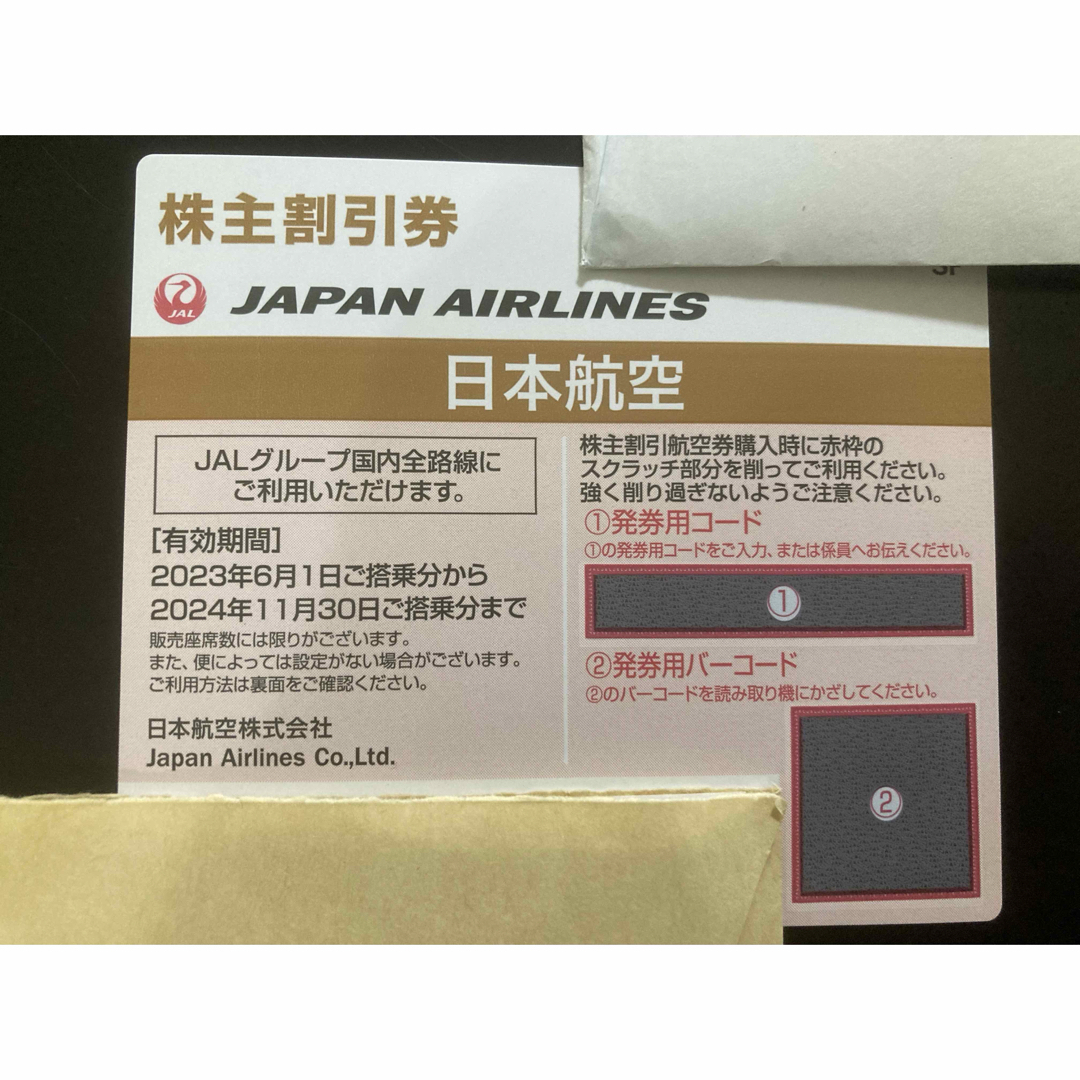 株主割引券
JAL
JAPAN AIRLINES
日本航空
JALグループ国内全路線に
ご利用いただけます。
[有効期間]
2023年6月1日ご搭乗分から
2024年11月30日ご搭乗分まで
販売座席数には限りがございます。
また、便によっては設定がない場合がございます。
ご利用方法は裏面をご確認ください。
日本航空株式会社
Japan Airlines Co.,Ltd.
株主割引航空券購入時に赤枠の
スクラッチ部分を削ってご利用ください。
強く削り過ぎないようご注意ください。
①発券用コード
①の発券用コードをご入力、または係員へお伝えください。
①
②発券用バーコード
②のバーコードを読み取り機にかざしてください。
②